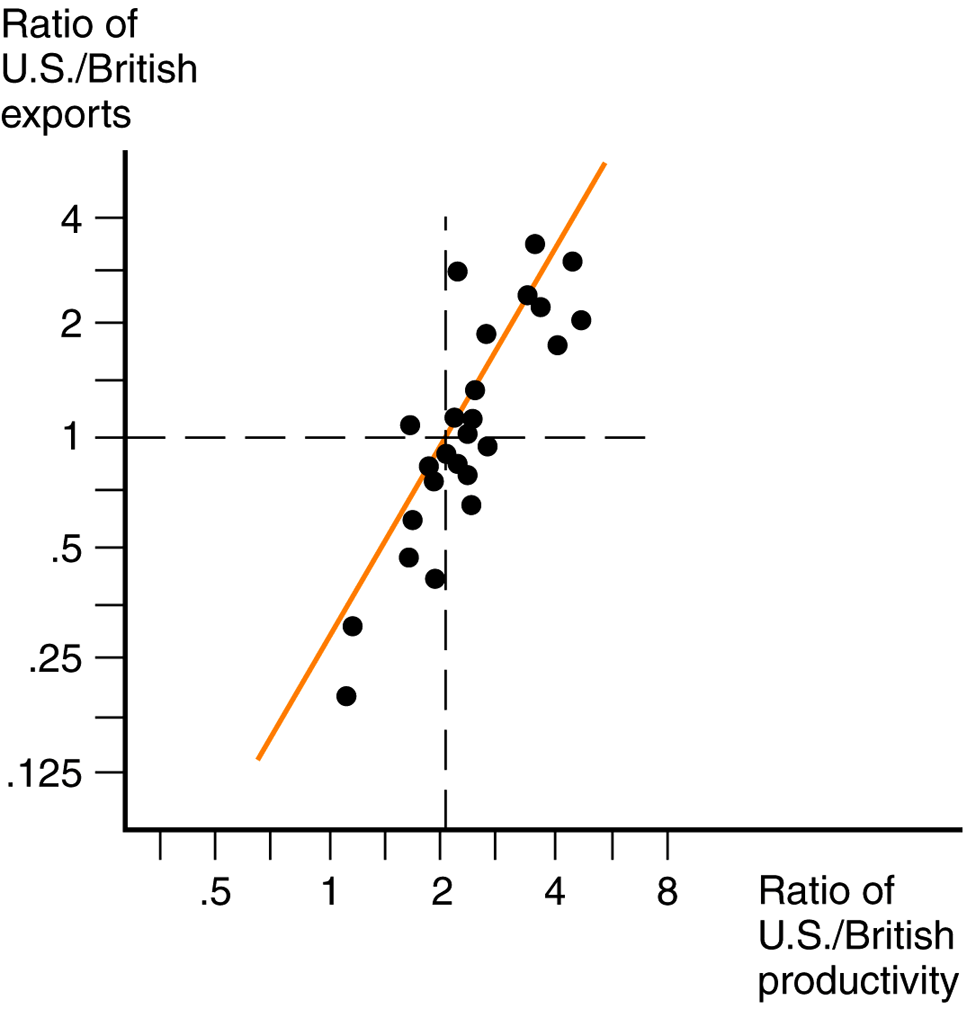 Ratio of
U.S./British
exports
4
2
1
.5
.25
.125
.5 1 2 4 8
Ratio of
U.S./British
productivity